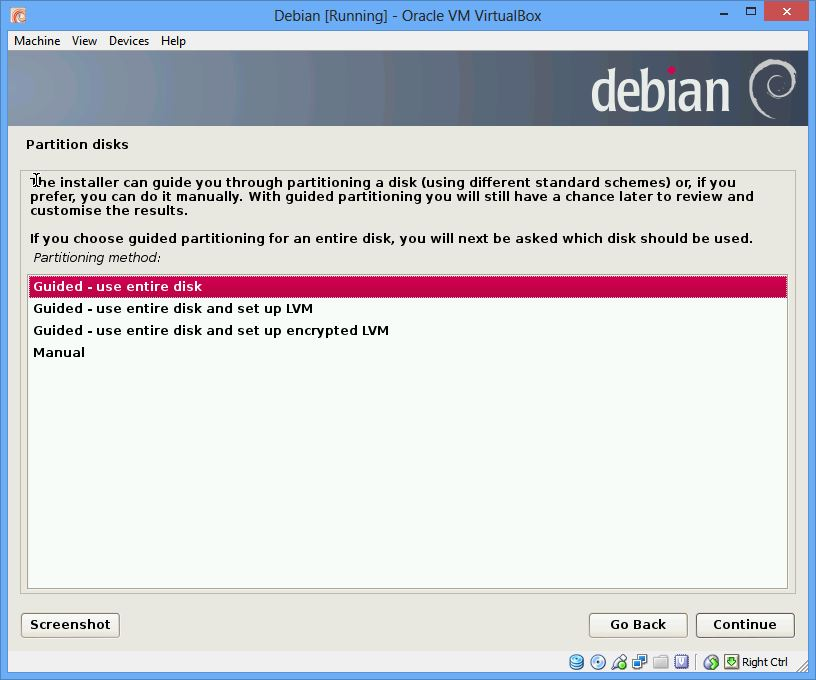 Debian [Running] - Oracle VM VirtualBox
Machine View Devices Help
debian
Partition disks
The installer can guide you through partitioning a disk (using different standard schemes) or, if you
prefer, you can do it manually. With guided partitioning you will still have a chance later to review and
customise the results.
If you choose guided partitioning for an entire disk, you will next be asked which disk should be used.
Partitioning method:
Guided - use entire disk
Guided - use entire disk and set up LVM
Guided - use entire disk and set up encrypted LVM
Manual
Screenshot Go Back Continue
Right Ctrl